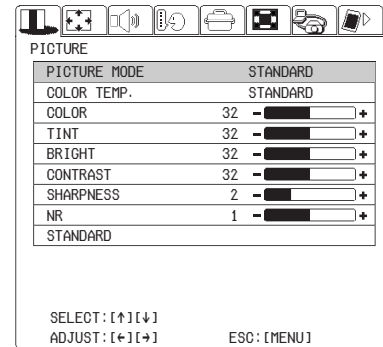 PICTURE
PICTURE MODE STANDARD
COLOR TEMP. STANDARD
COLOR 32 - +
TINT 32 - +
BRIGHT 32 - +
CONTRAST 32 - +
SHARPNESS 2 - +
NR 1 - +
STANDARD
SELECT:[↑][↓]
ADJUST:[←][→] ESC:[MENU]